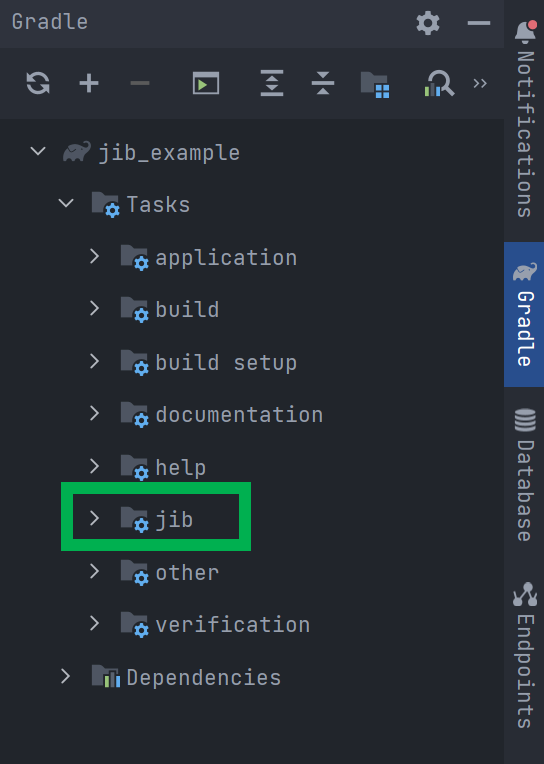 Gradle
jib_example
Tasks
application
build
build setup
documentation
help
jib
other
verification
Dependencies
Notifications
Gradle
Database
Endpoints